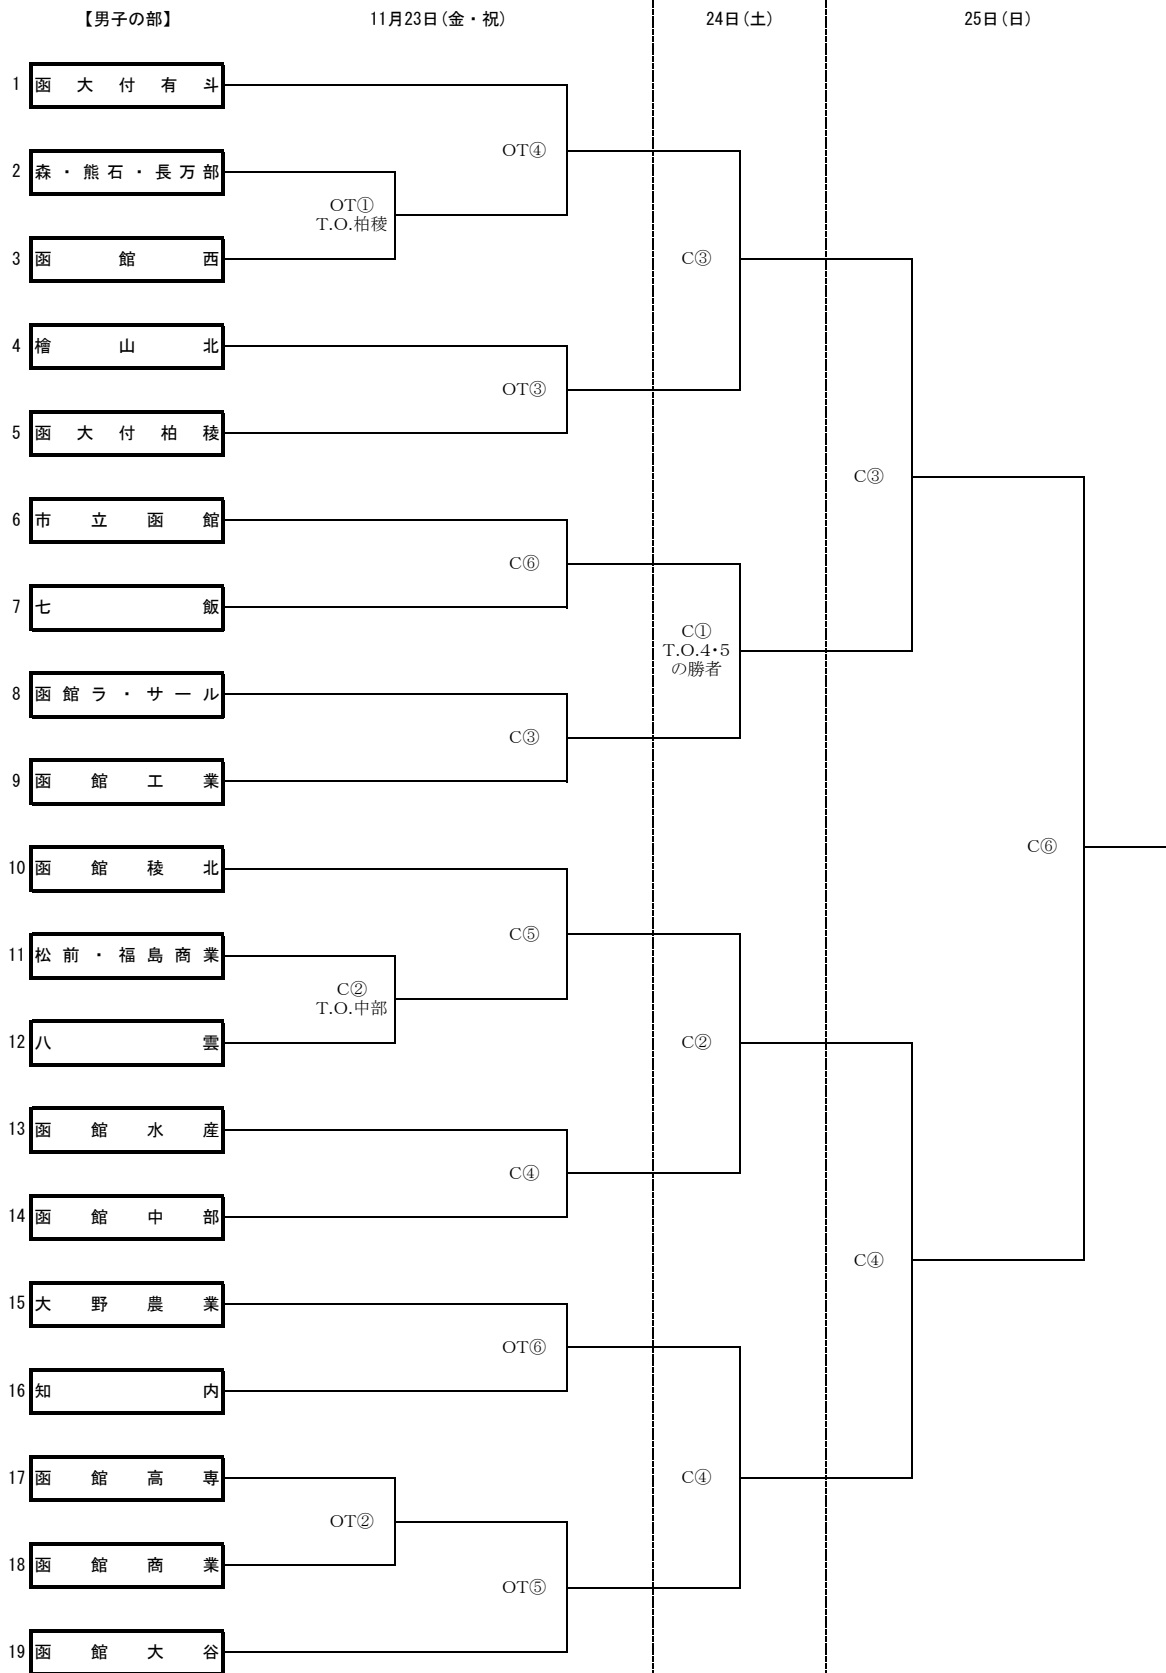 【男子の部】 11月23日(金・祝) 24日(土) 25日(日)
1 函大付有斗
OT④
2 森・熊石・長万部
OT①
T.O.柏稜
3 函館西
C③
4 檜山北
OT③
5 函大付柏稜
C③
6 市立函館
C⑥
7 七飯
C①
T.O.4・5
の勝者
8 函館ラ・サール
C③
9 函館工業
C⑥
10 函館稜北
C⑤
11 松前・福島商業
C②
T.O.中部
12 八雲
C②
13 函館水産
C④
14 函館中部
C④
15 大野農業
OT⑥
16 知内
17 函館高専
C④
OT②
18 函館商業
OT⑤
19 函館大谷